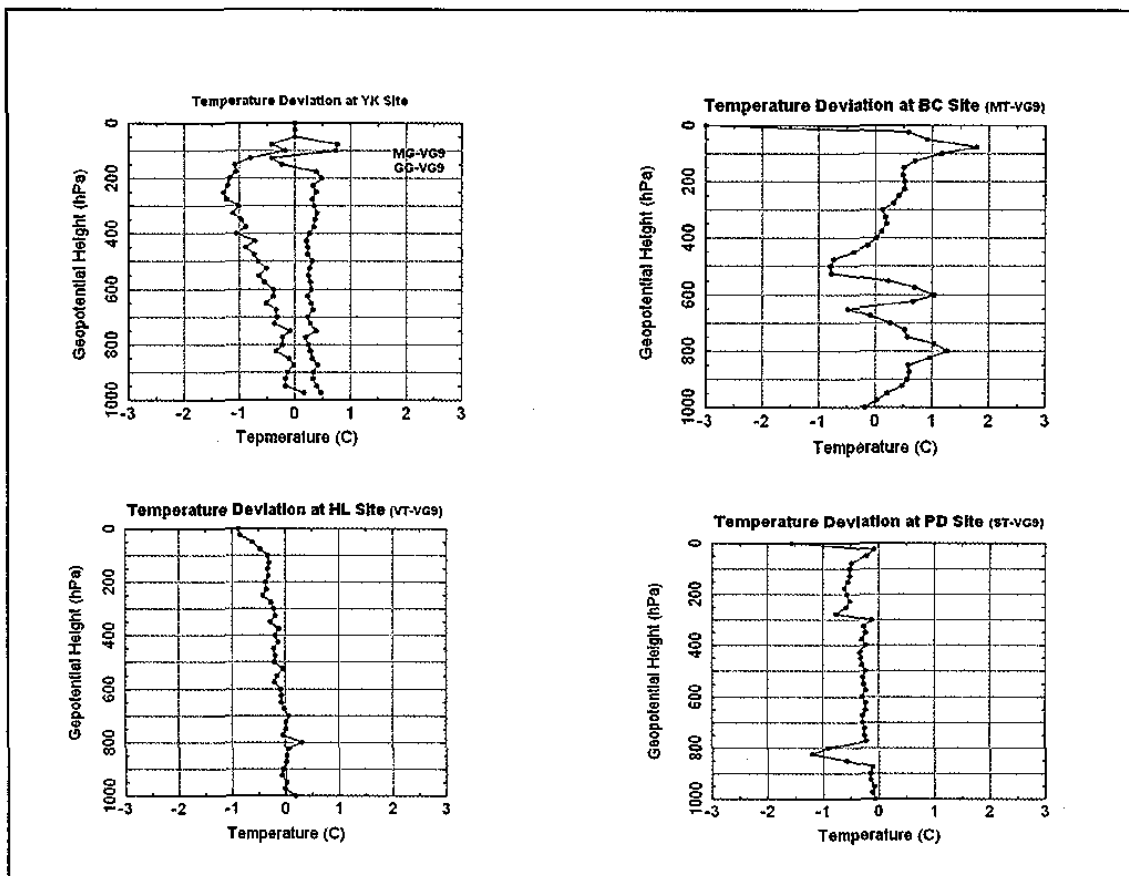 Temperature Deviation at YK Site
MG-VG9
GG-VG9
Geopotential Height (hPa)
0
200
400
600
800
1000
-3 -2 -1 0 1 2 3
Tepmerature (C)
Temperature Deviation at BC Site (MT-VG9)
Geopotential Height (hPa)
0
200
400
600
800
1000
-3 -2 0 1 2 3
Temperature (C)
Temperature Deviation at HL Site (VT-VG9)
Gepotential Height (hPa)
0
200
400
600
800
1000
-3 -2 -1 0 1 2 3
Temperature (C)
Temperature Deviation at PD Site (ST-VG9)
Geopotential Height (hPa)
0
200
400
600
800
1000
-3 -2 -1 0 1 2 3
Temperature (C)